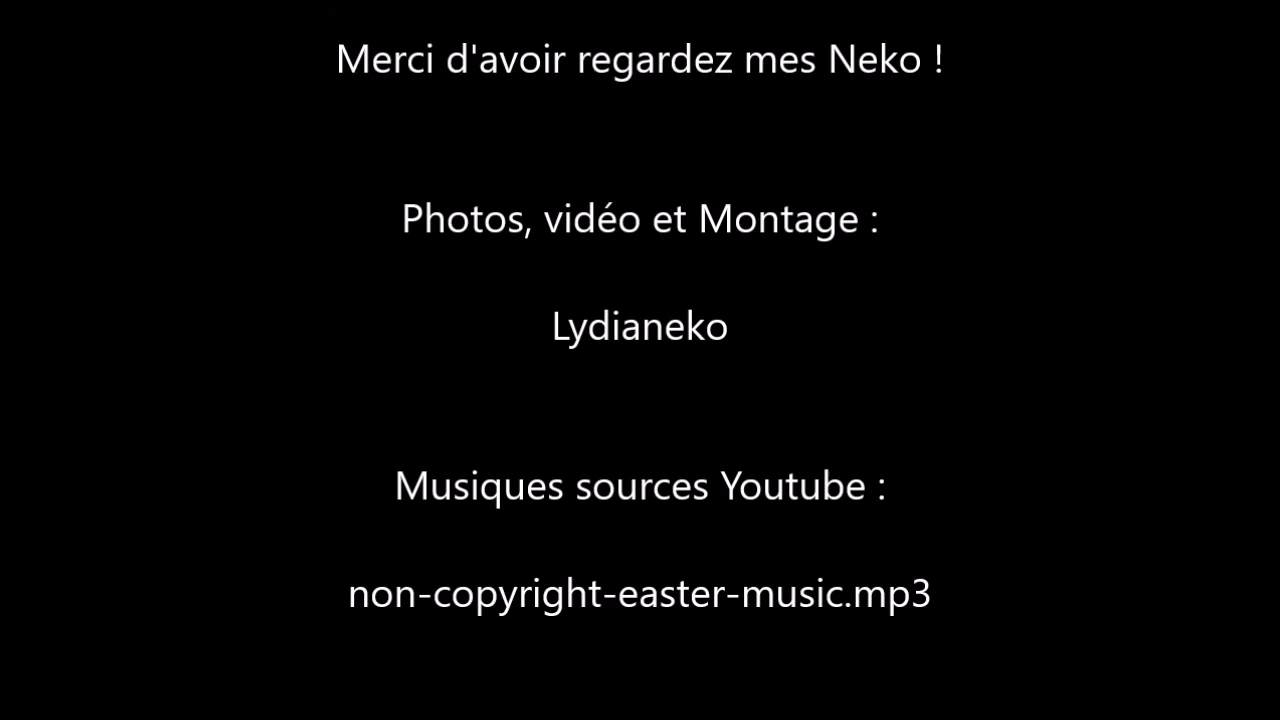 Merci d'avoir regardez mes Neko !
Photos, vidéo et Montage :
Lydianeko
Musiques sources Youtube :
non-copyright-easter-music.mp3